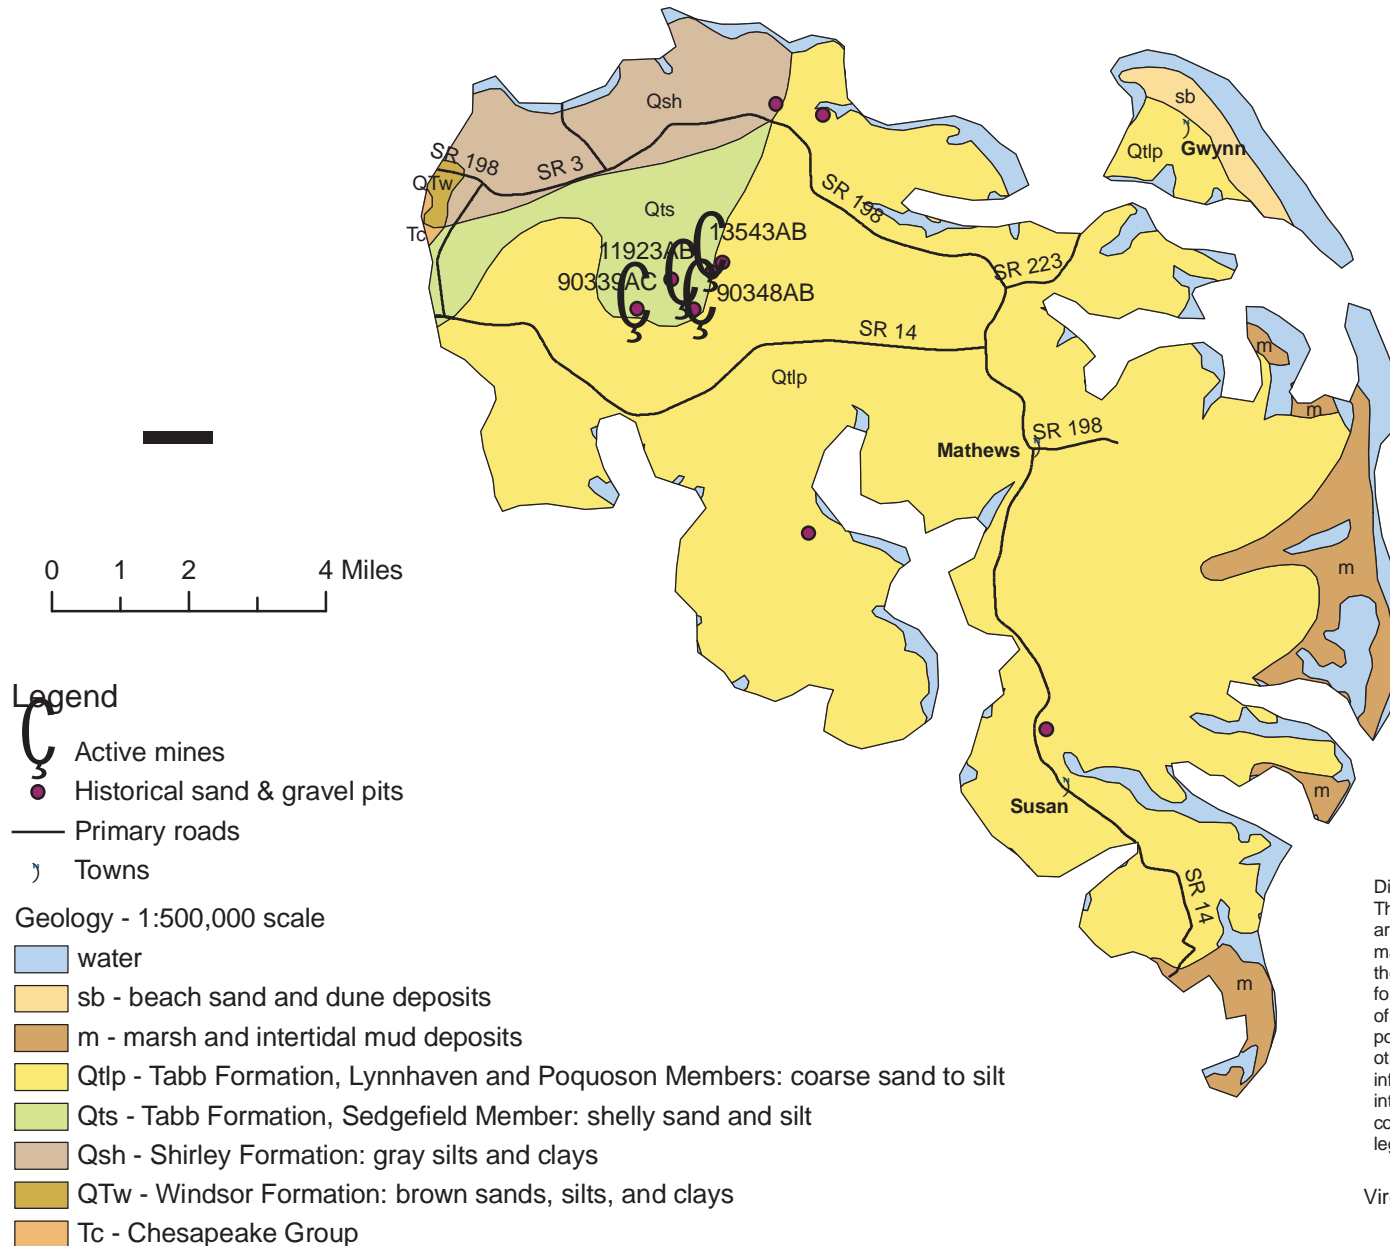 sb
Qsh
Qtlp
Gwynn
SR 198
SR 3
QTw
SR 198
Qts
Tc
13543AB
11923AB
90339AC
90348AB
SR 223
SR 14
m
Qtlp
m
SR 198
Mathews
m
0 1 2 4 Miles
Legend
Active mines
Historical sand & gravel pits
Primary roads
Towns
m
Susan
SR 14
m
Geology - 1:500,000 scale
water
sb - beach sand and dune deposits
m - marsh and intertidal mud deposits
Qtlp - Tabb Formation, Lynnhaven and Poquoson Members: coarse sand to silt
Qts - Tabb Formation, Sedgefield Member: shelly sand and silt
Qsh - Shirley Formation: gray silts and clays
QTw - Windsor Formation: brown sands, silts, and clays
Tc - Chesapeake Group